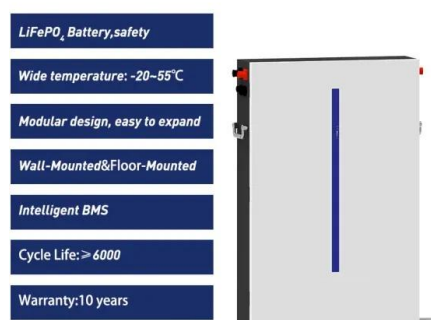 LiFePO₄ Battery,safety
Wide temperature: -20~55℃
Modular design, easy to expand
Wall-Mounted&Floor-Mounted
Intelligent BMS
Cycle Life:≥6000
Warranty:10 years